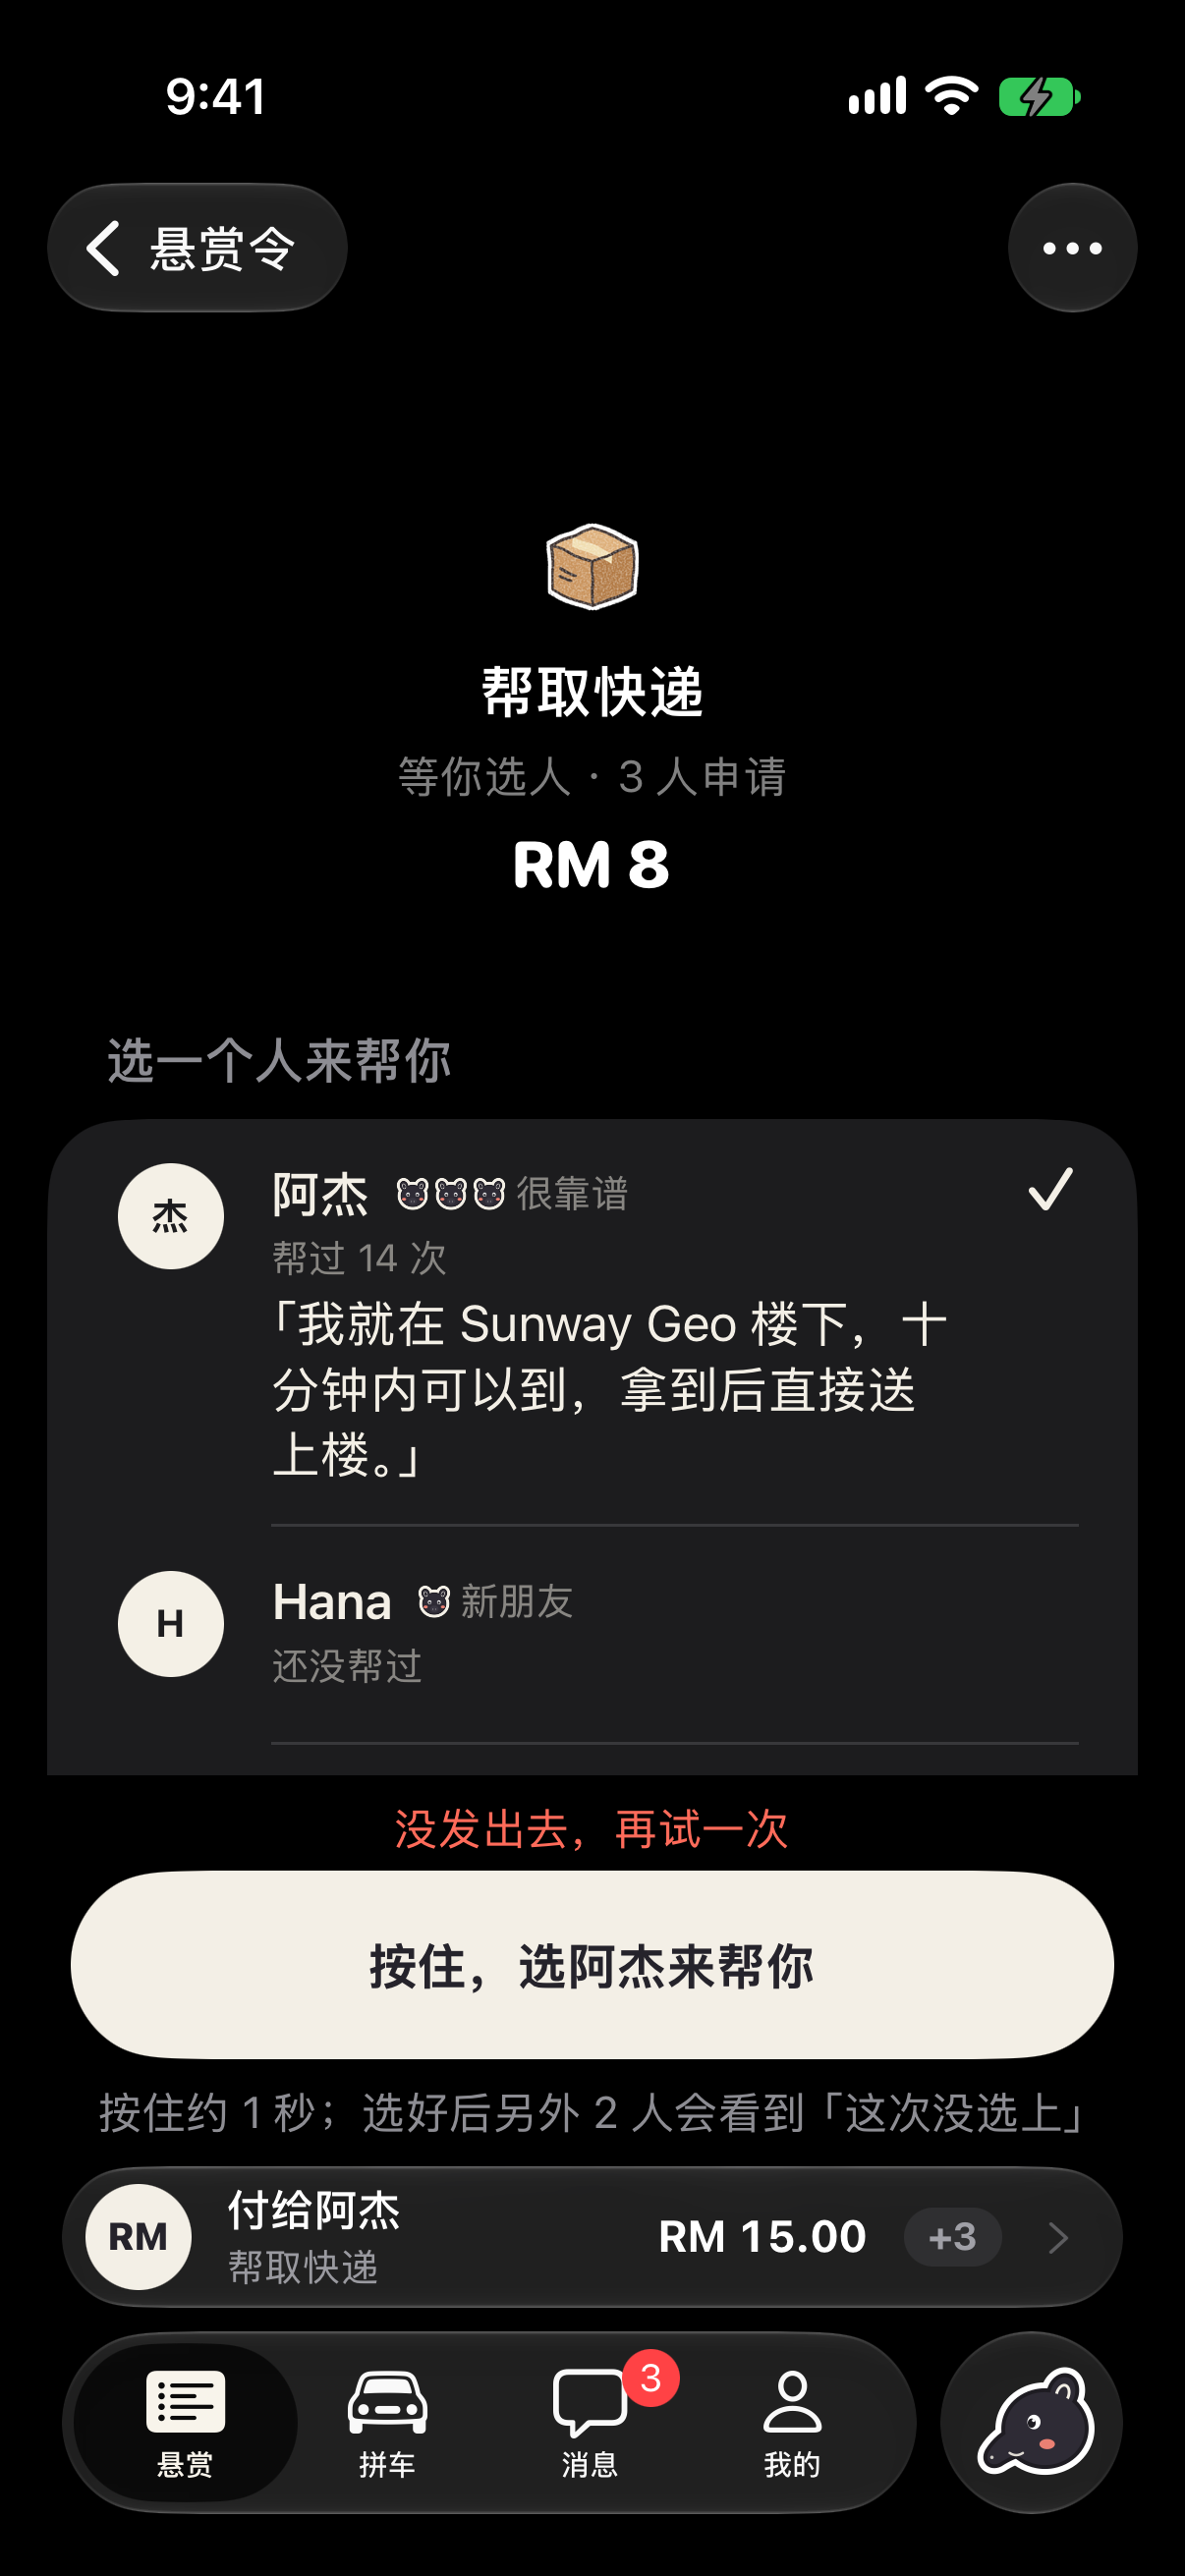 9:41
悬赏令
帮取快递
等你选人 · 3 人申请
RM 8
选一个人来帮你
杰
阿杰 很靠谱
帮过 14 次
「我就在 Sunway Geo 楼下，十
分钟内可以到，拿到后直接送
上楼。」
H
Hana 新朋友
还没帮过
没发出去，再试一次
按住，选阿杰来帮你
按住约 1 秒；选好后另外 2 人会看到「这次没选上」
RM
付给阿杰
帮取快递
RM 15.00
+3
3
悬赏
拼车
消息
我的